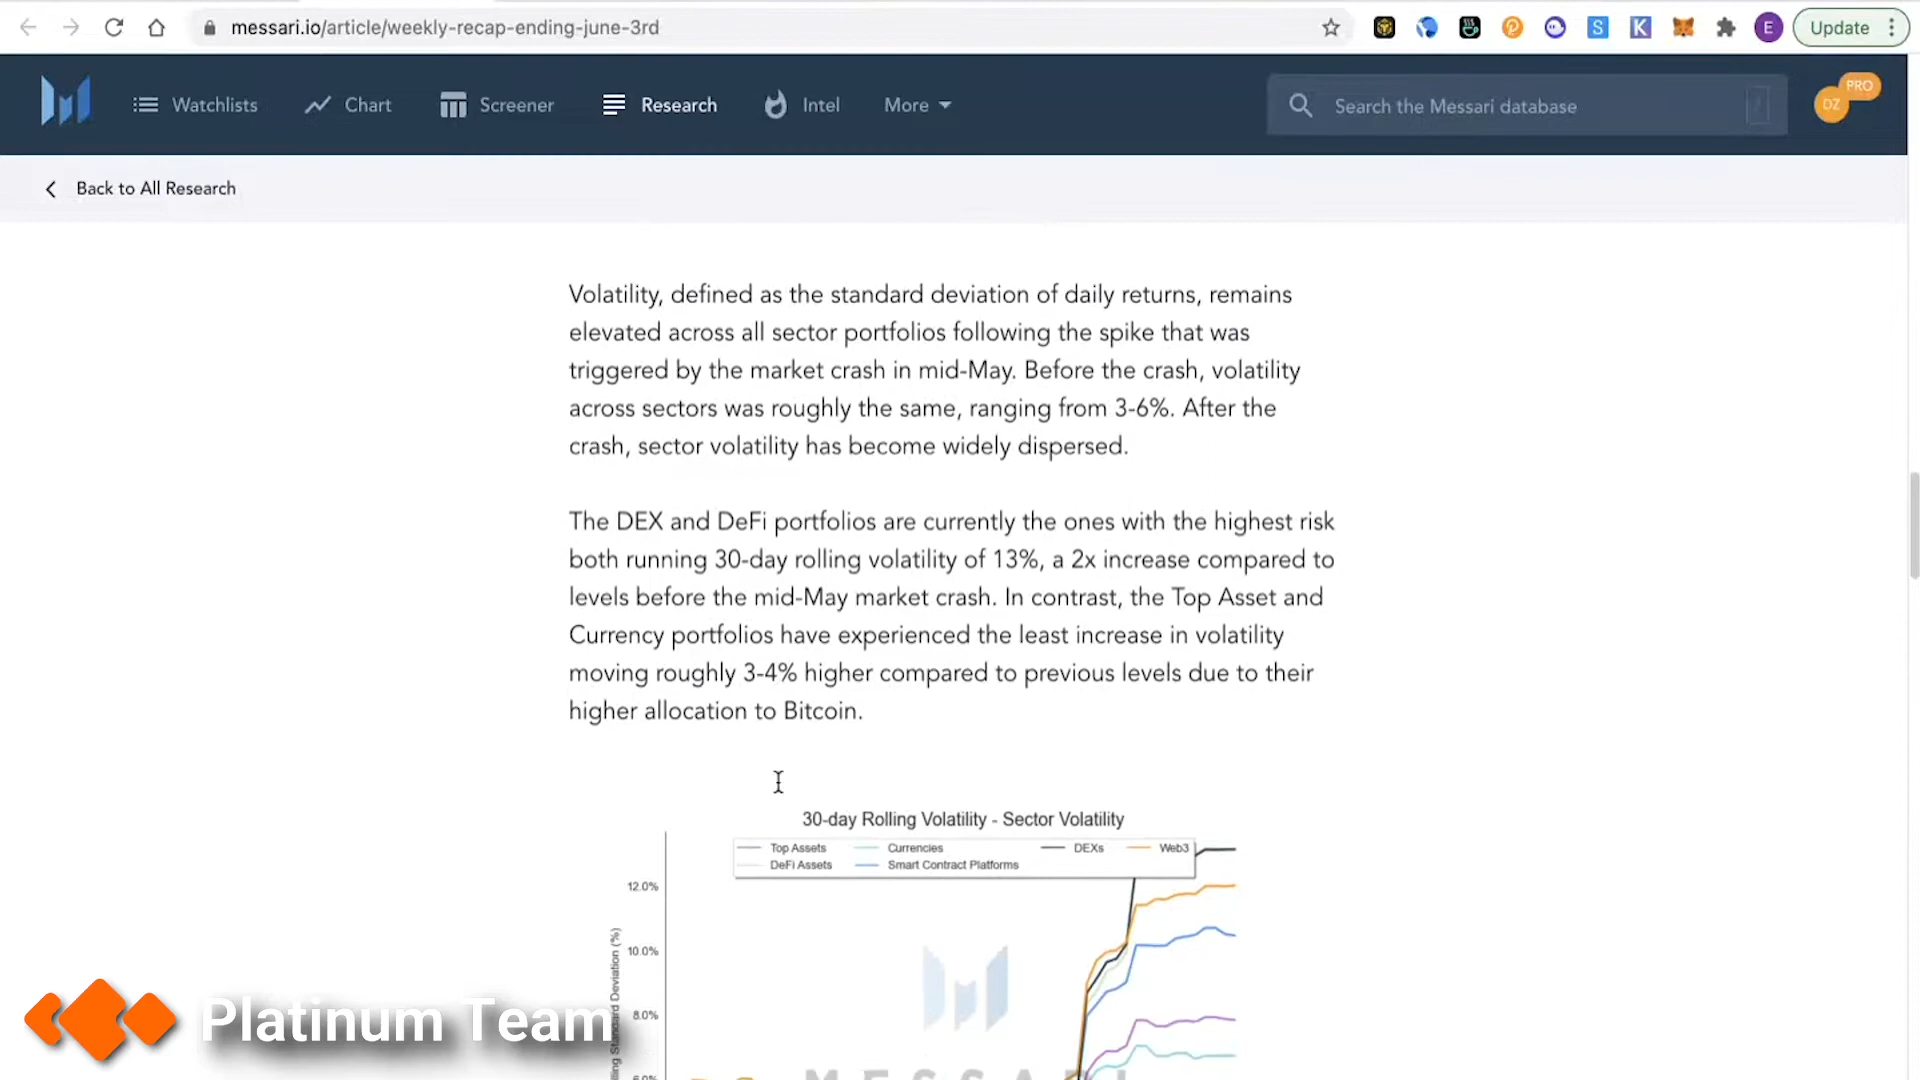 messari.io/article/weekly-recap-ending-june-3rd
S
K
E
Update
Watchlists
Chart
Screener
Research
Intel
More
Search the Messari database
/
DZ
PRO
Back to All Research
Volatility, defined as the standard deviation of daily returns, remains
elevated across all sector portfolios following the spike that was
triggered by the market crash in mid-May. Before the crash, volatility
across sectors was roughly the same, ranging from 3-6%. After the
crash, sector volatility has become widely dispersed.
The DEX and DeFi portfolios are currently the ones with the highest risk
both running 30-day rolling volatility of 13%, a 2x increase compared to
levels before the mid-May market crash. In contrast, the Top Asset and
Currency portfolios have experienced the least increase in volatility
moving roughly 3-4% higher compared to previous levels due to their
higher allocation to Bitcoin.
30-day Rolling Volatility - Sector Volatility
Top Assets Currencies DEXs Web3
DeFi Assets Smart Contract Platforms
12.0%
10.0%
8.0%
6.0%
Standard Deviation (%)
MESSARI
Platinum Team